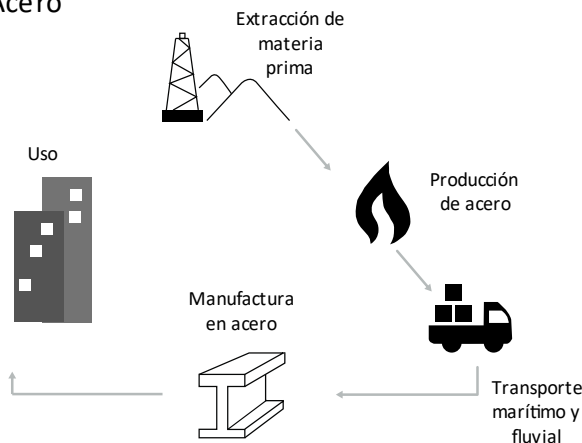 Acero
Extracción de
materia
prima
Uso
Producción
de acero
Manufactura
en acero
Transporte
marítimo y
fluvial